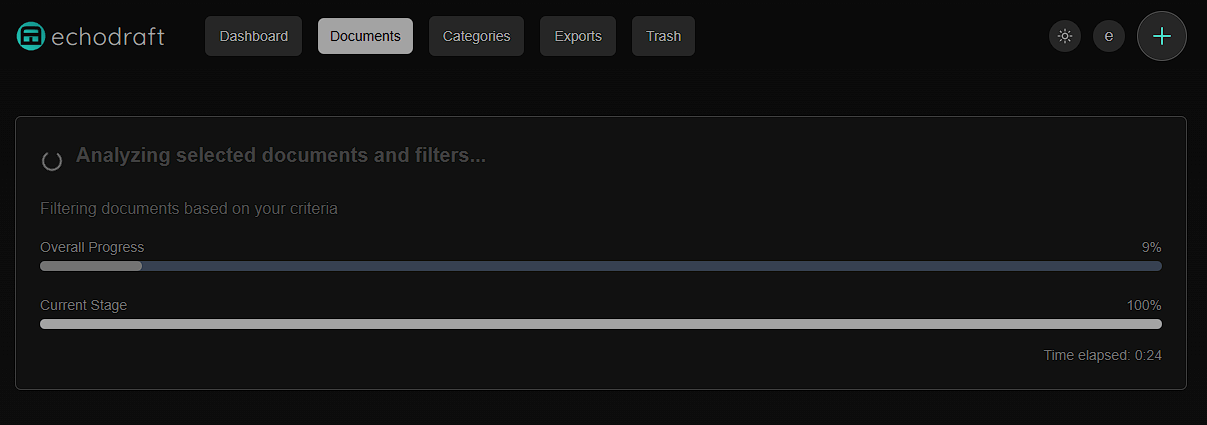 echodraft Dashboard Documents Categories Exports Trash e
Analyzing selected documents and filters...
Filtering documents based on your criteria
Overall Progress 9%
Current Stage 100%
Time elapsed: 0:24